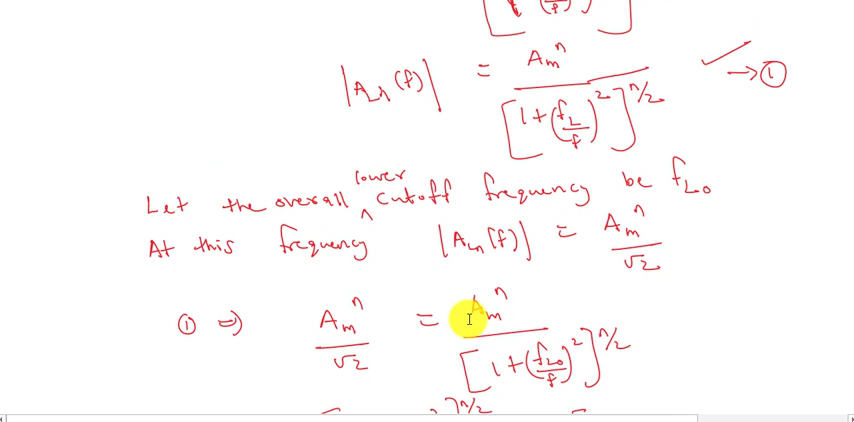 |A_Ln(f)| = A_m^n / [1+(f_L/f)^2]^n/2 ✓ → ①
Let the overall lower cutoff frequency be f_Lo
At this frequency |A_Ln(f)| = A_m^n / √2
① ⇒ A_m^n / √2 = A_m^n / [1+(f_Lo/f)^2]^n/2